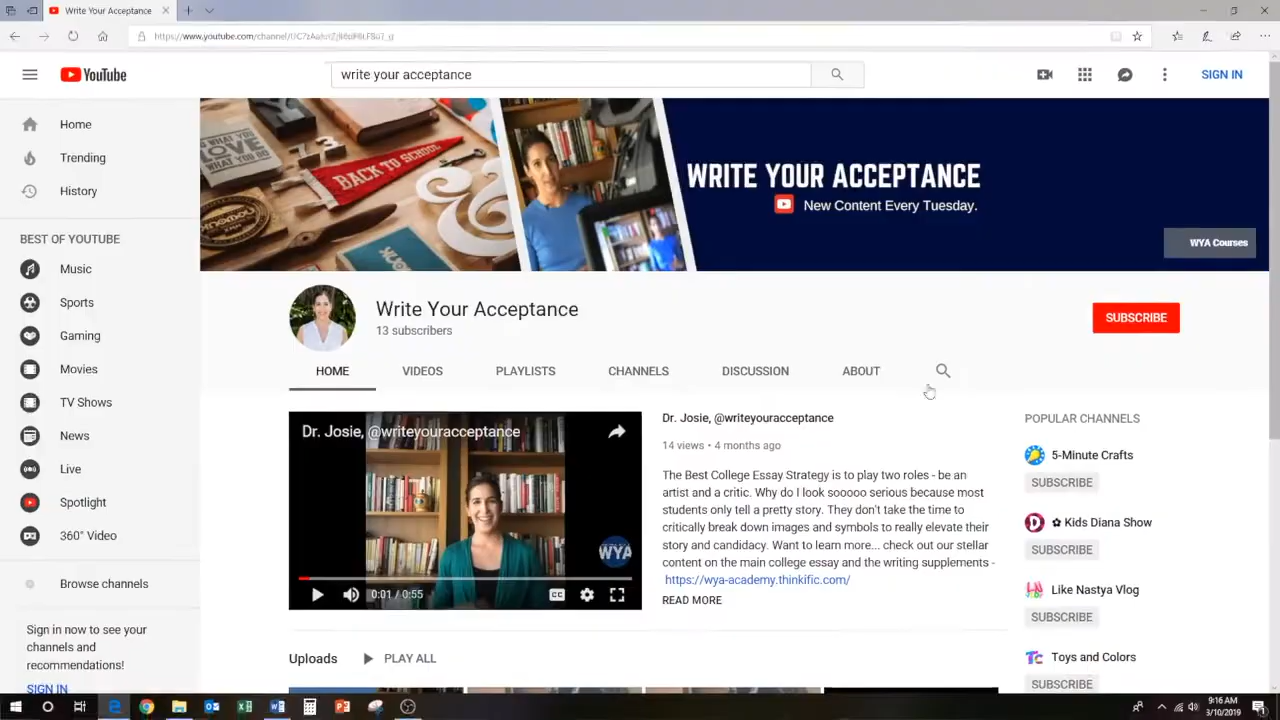 Write Your Acceptance
write your acceptance
YouTube
SIGN IN
Home
Trending
History
BEST OF YOUTUBE
Music
Sports
Gaming
Movies
TV Shows
News
Live
Spotlight
360° Video
Browse channels
Sign in now to see your
channels and
recommendations!
SIGN IN
BACK TO SCHOOL
WRITE YOUR ACCEPTANCE
New Content Every Tuesday.
WYA Courses
Write Your Acceptance
13 subscribers
SUBSCRIBE
HOME
VIDEOS
PLAYLISTS
CHANNELS
DISCUSSION
ABOUT
Dr. Josie, @writeyouracceptance
WYA
0:01 / 0:55
CC
Dr. Josie, @writeyouracceptance
14 views • 4 months ago
The Best College Essay Strategy is to play two roles - be an
artist and a critic. Why do I look sooooo serious because most
students only tell a pretty story. They don't take the time to
critically break down images and symbols to really elevate their
story and candidacy. Want to learn more... check out our stellar
content on the main college essay and the writing supplements -
https://wya-academy.thinkific.com/
READ MORE
Uploads
PLAY ALL
POPULAR CHANNELS
5-Minute Crafts
SUBSCRIBE
✿ Kids Diana Show
SUBSCRIBE
Like Nastya Vlog
SUBSCRIBE
Toys and Colors
SUBSCRIBE
9:16 AM
3/10/2019